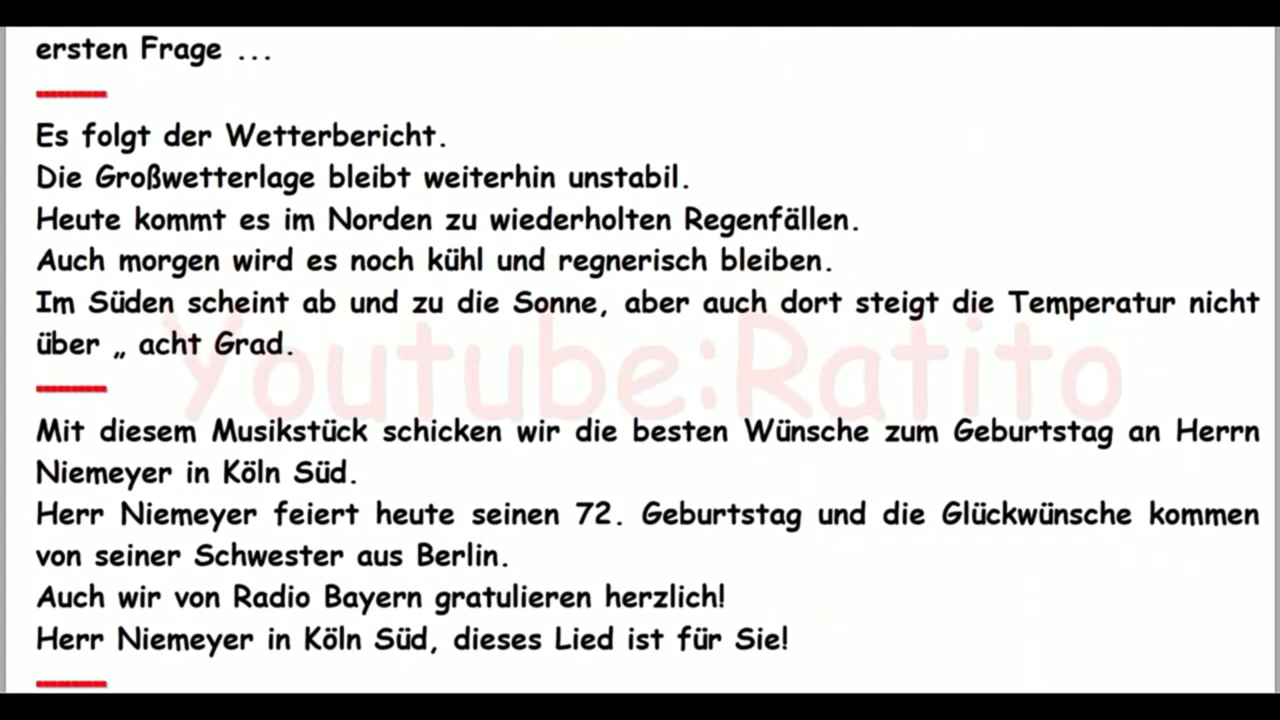 ersten Frage ...
Es folgt der Wetterbericht.
Die Großwetterlage bleibt weiterhin unstabil.
Heute kommt es im Norden zu wiederholten Regenfällen.
Auch morgen wird es noch kühl und regnerisch bleiben.
Im Süden scheint ab und zu die Sonne, aber auch dort steigt die Temperatur nicht
über „ acht Grad.
Youtube:Ratito
Mit diesem Musikstück schicken wir die besten Wünsche zum Geburtstag an Herrn
Niemeyer in Köln Süd.
Herr Niemeyer feiert heute seinen 72. Geburtstag und die Glückwünsche kommen
von seiner Schwester aus Berlin.
Auch wir von Radio Bayern gratulieren herzlich!
Herr Niemeyer in Köln Süd, dieses Lied ist für Sie!